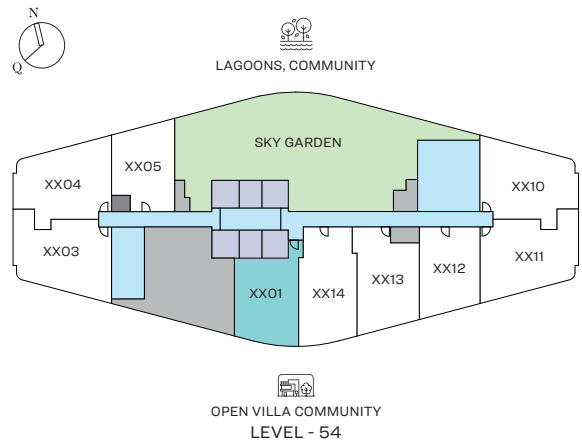 N
Q
LAGOONS, COMMUNITY
SKY GARDEN
XX05
XX04
XX10
XX03
XX11
XX12
XX13
XX01
XX14
OPEN VILLA COMMUNITY
LEVEL - 54